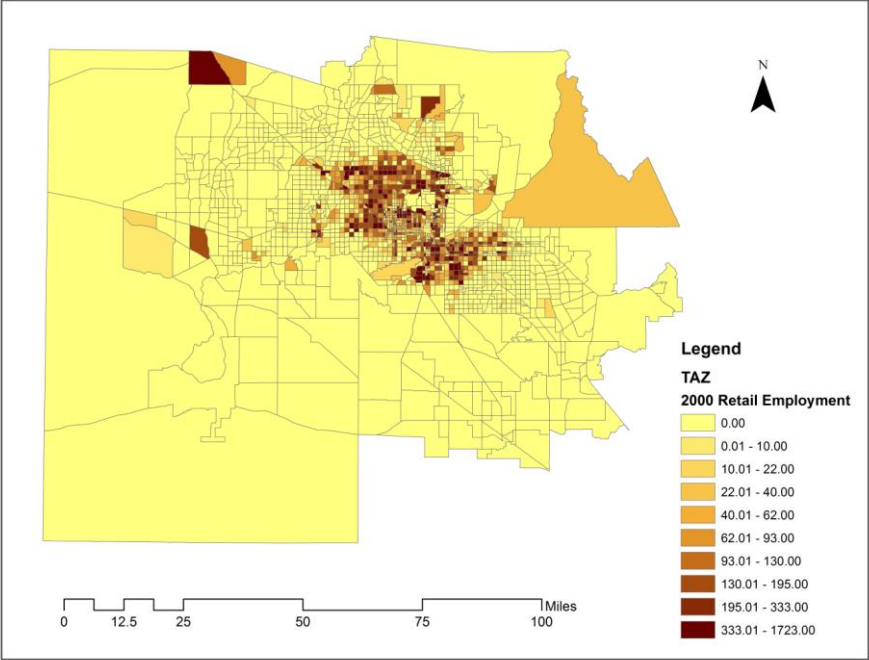 N
Legend
TAZ
2000 Retail Employment
0.00
0.01 - 10.00
10.01 - 22.00
22.01 - 40.00
40.01 - 62.00
62.01 - 93.00
93.01 - 130.00
130.01 - 195.00
195.01 - 333.00
333.01 - 1723.00
Miles
0 12.5 25 50 75 100